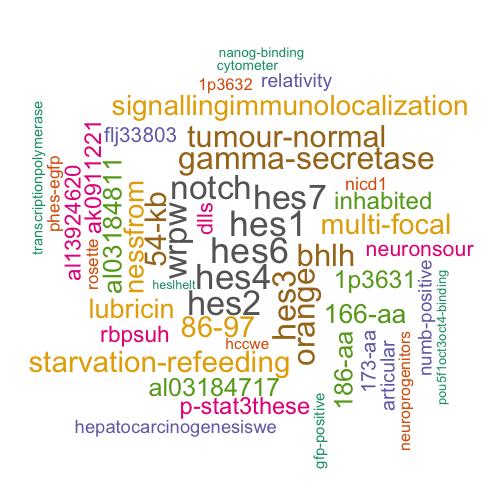 nanog-binding
cytometer
1p3632 relativity
signallingimmunolocalization
flj33803 tumour-normal
gamma-secretase
transcriptionpolymerase
phes-egfp
al13924620
rosette
ak0911221
al03184811
nessfrom
54-kb
wrpw
notch
dlls
hes7
nicd1
inhabited
hes1
multi-focal
hes6
bhlh
neuronsour
heslhelt
hes4
hes3
orange
1p3631
lubricin
hes2
166-aa
rbpsuh
86-97
hccwe
starvation-refeeding
186-aa
173-aa
articular
neuroprogenitors
numb-positive
pou5f1oct3oct4-binding
al03184717
p-stat3these
hepatocarcinogenesiswe
gfp-positive